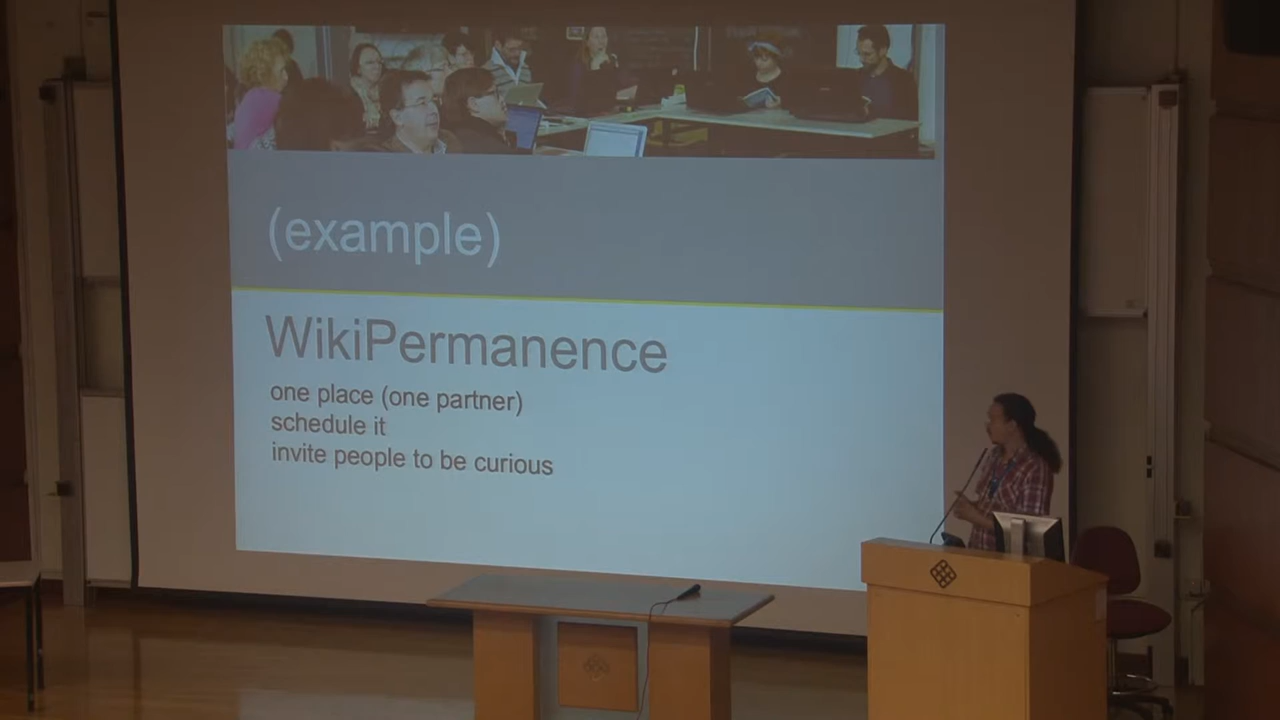 (example)
WikiPermanence
one place (one partner)
schedule it
invite people to be curious